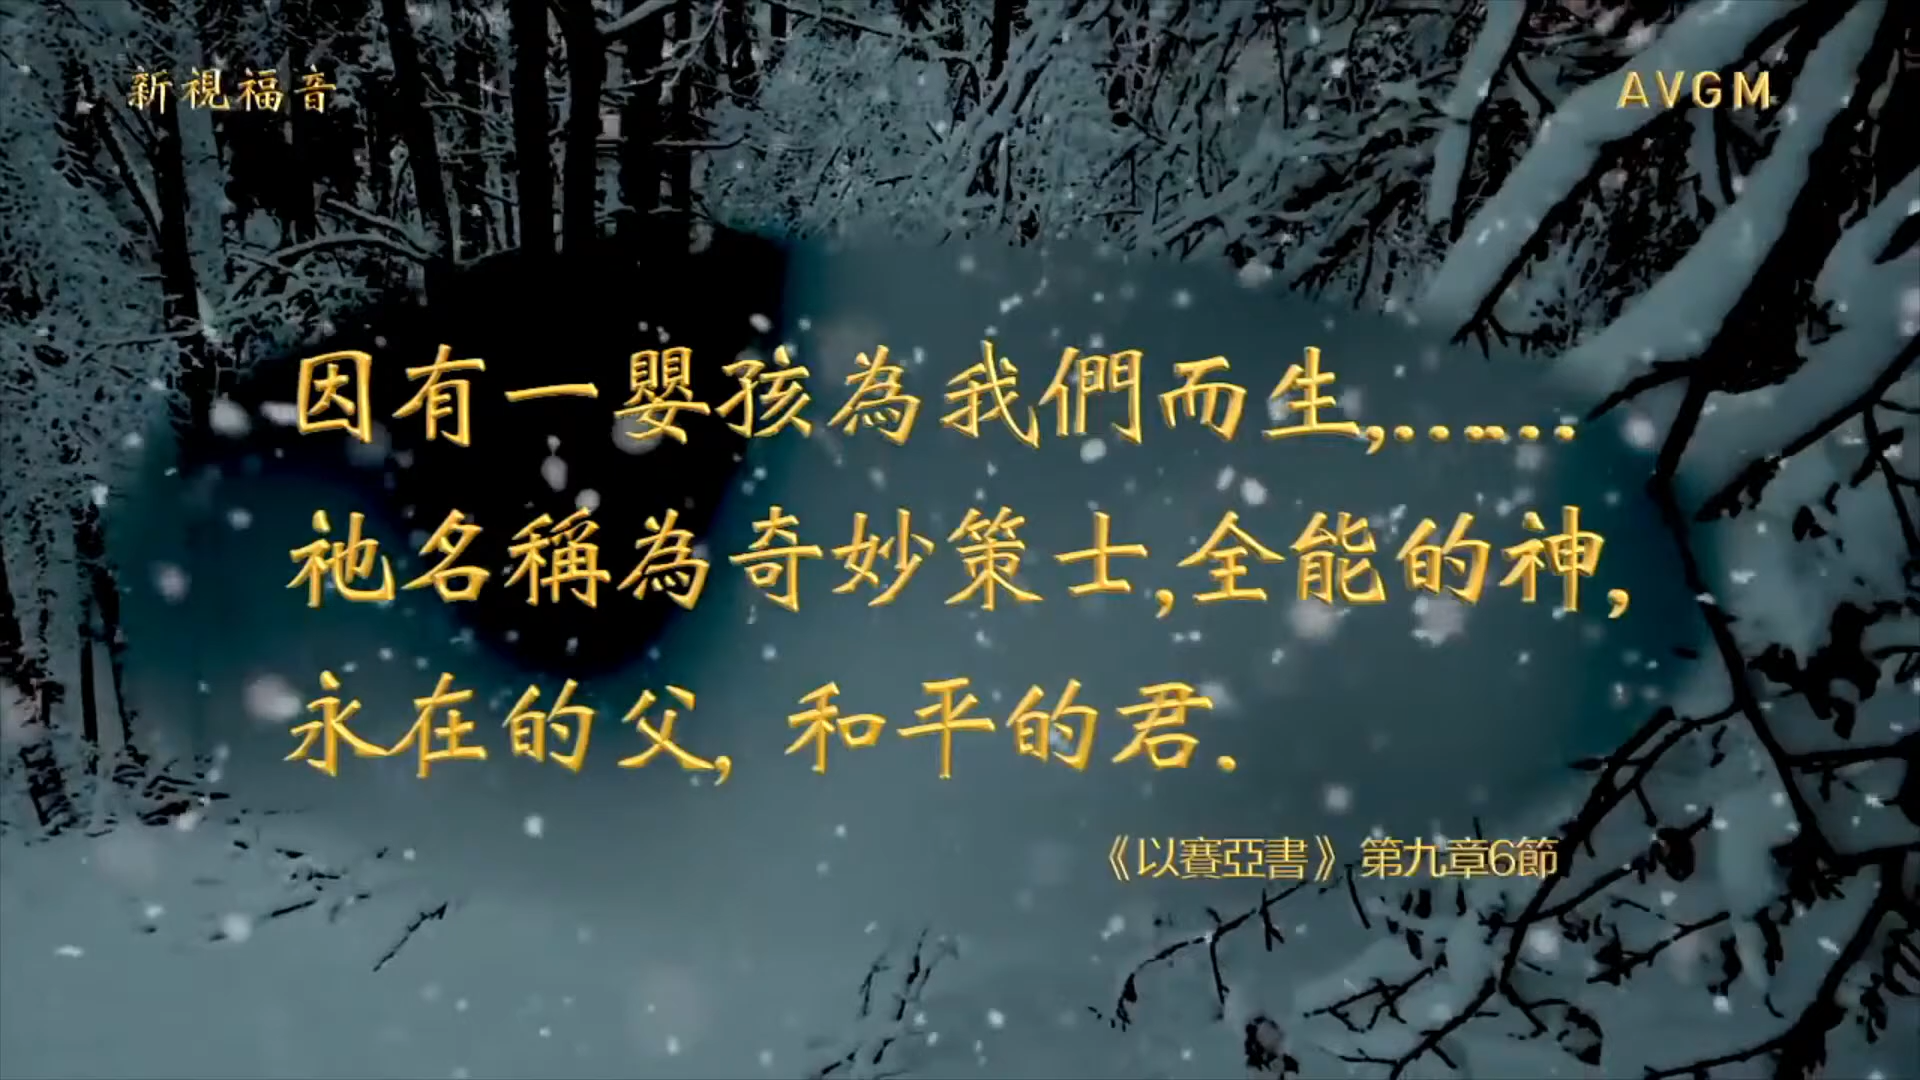 新視福音
AVGM
因有一嬰孩為我們而生,……
祂名稱為奇妙策士,全能的神,
永在的父, 和平的君.
《以賽亞書》第九章6節